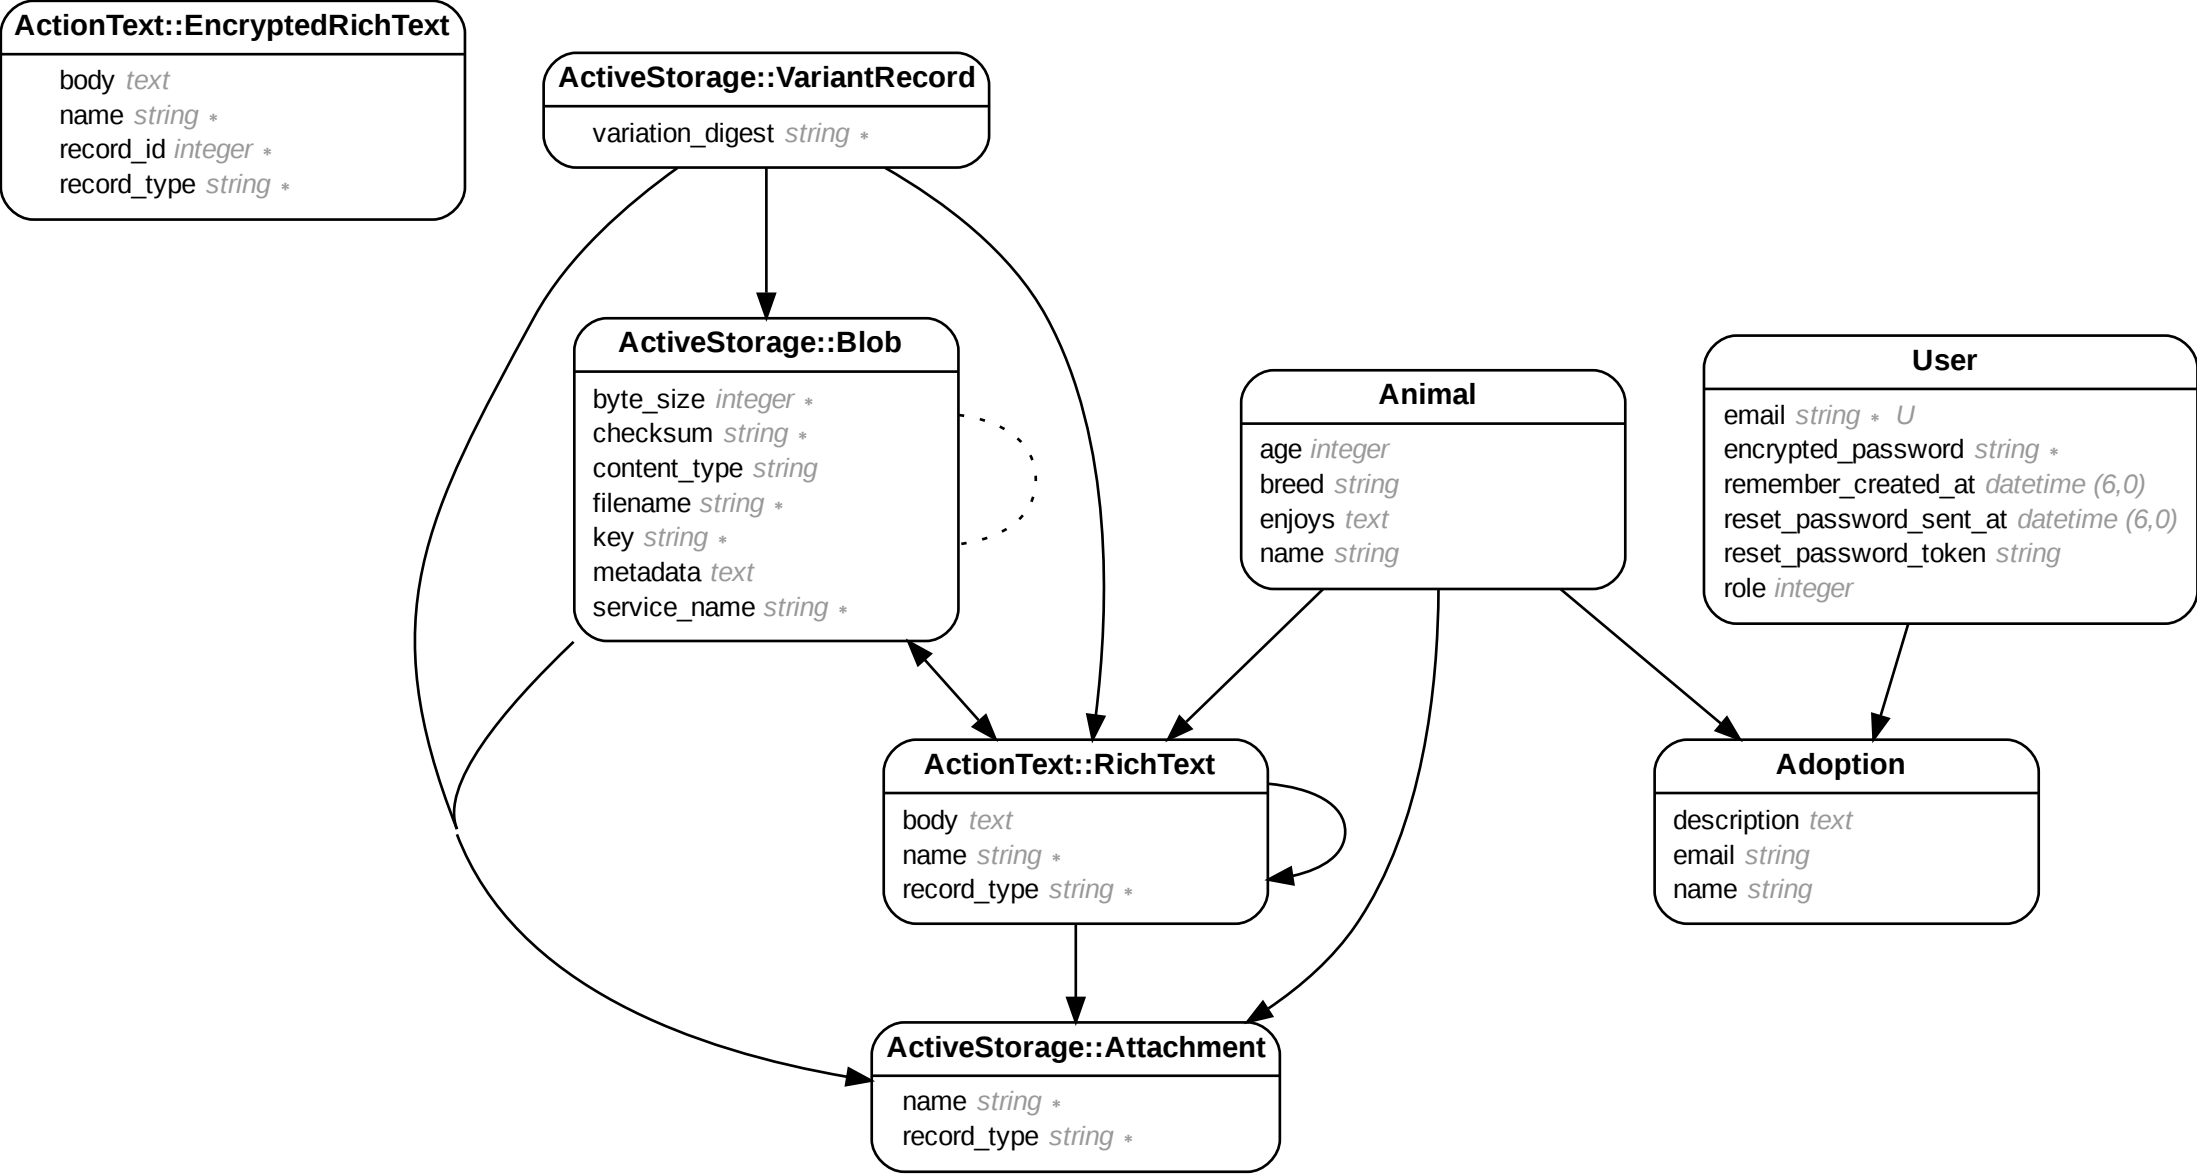 ActionText::EncryptedRichText
body text
name string *
record_id integer *
record_type string *
ActiveStorage::VariantRecord
variation_digest string *
ActiveStorage::Blob
byte_size integer *
checksum string *
content_type string
filename string *
key string *
metadata text
service_name string *
Animal
age integer
breed string
enjoys text
name string
User
email string * U
encrypted_password string *
remember_created_at datetime (6,0)
reset_password_sent_at datetime (6,0)
reset_password_token string
role integer
ActionText::RichText
body text
name string *
record_type string *
Adoption
description text
email string
name string
ActiveStorage::Attachment
name string *
record_type string *